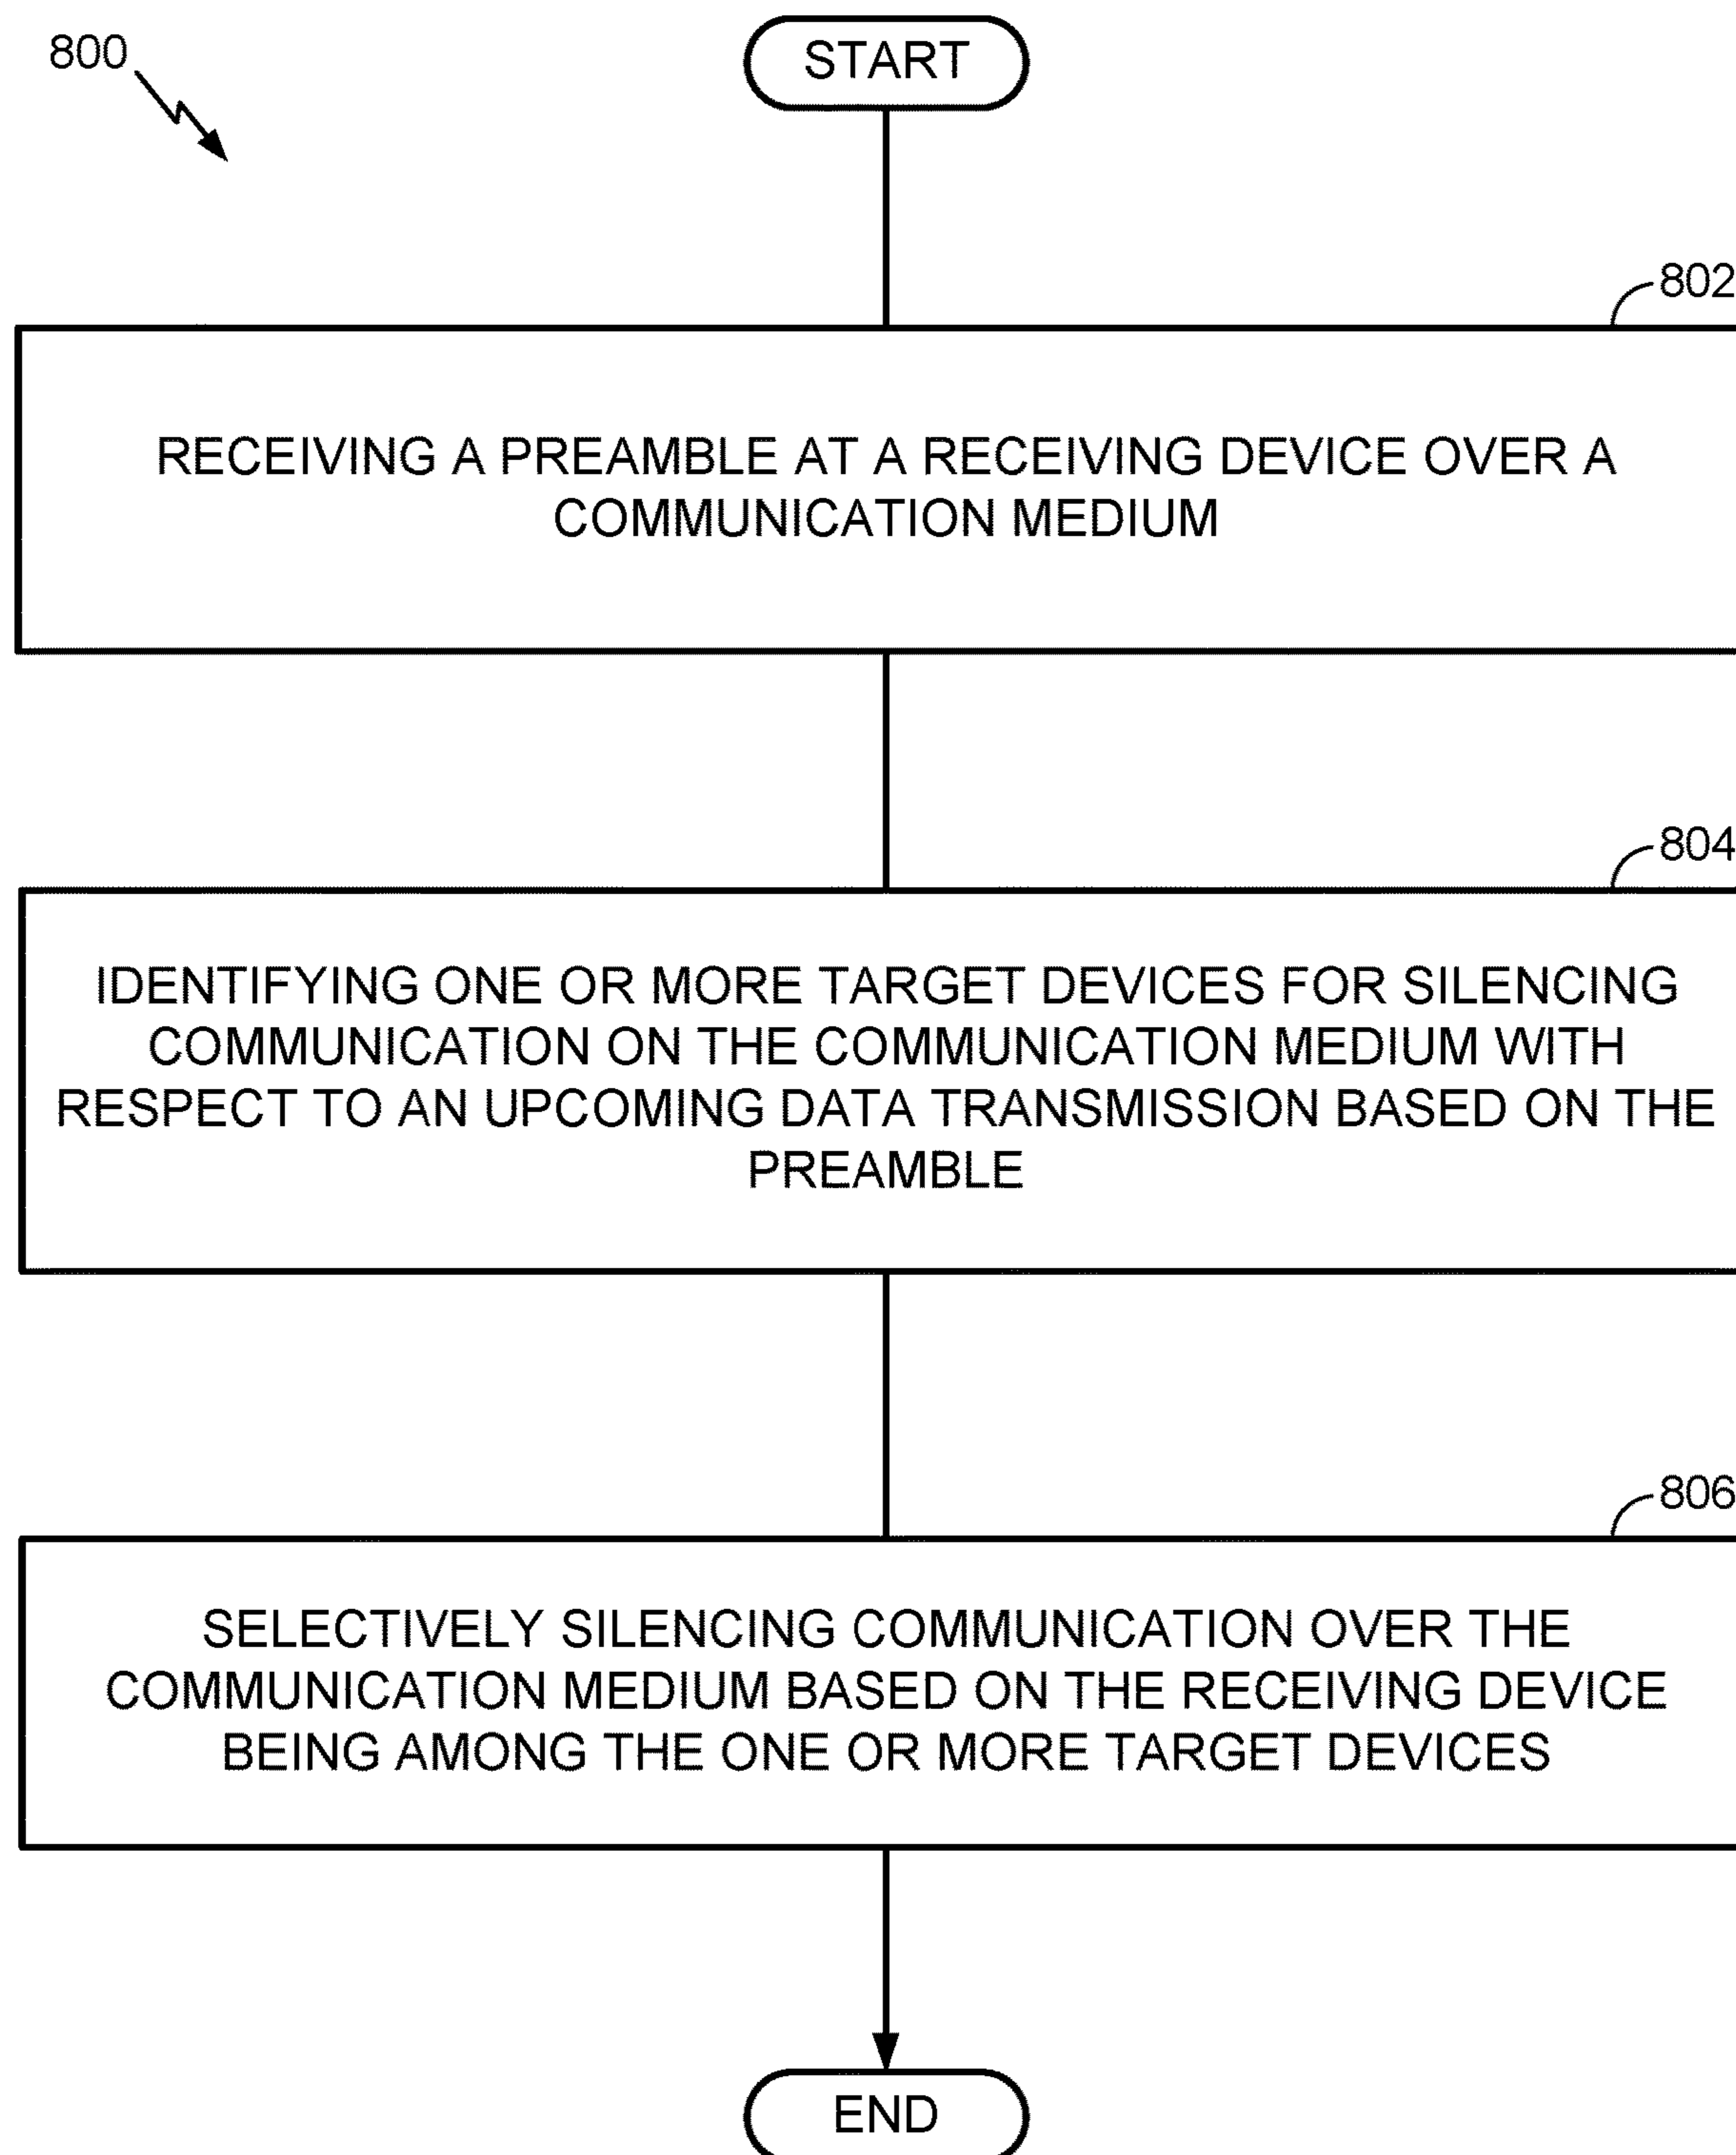 800
START
802
RECEIVING A PREAMBLE AT A RECEIVING DEVICE OVER A
COMMUNICATION MEDIUM
804
IDENTIFYING ONE OR MORE TARGET DEVICES FOR SILENCING
COMMUNICATION ON THE COMMUNICATION MEDIUM WITH
RESPECT TO AN UPCOMING DATA TRANSMISSION BASED ON THE
PREAMBLE
806
SELECTIVELY SILENCING COMMUNICATION OVER THE
COMMUNICATION MEDIUM BASED ON THE RECEIVING DEVICE
BEING AMONG THE ONE OR MORE TARGET DEVICES
END